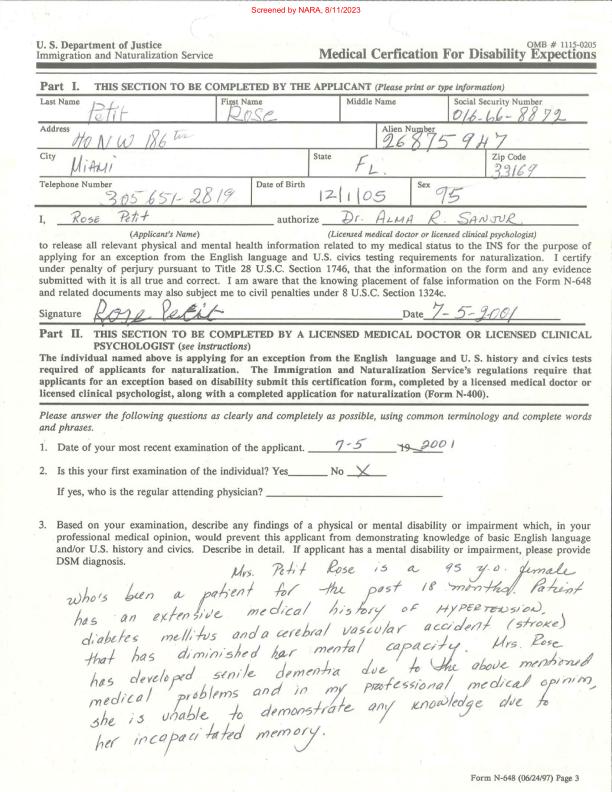 Screened by NARA, 8/11/2023
OMB # 1115-0205
U. S. Department of Justice
Immigration and Naturalization Service
Medical Cerfication For Disability Expections
Part I. THIS SECTION TO BE COMPLETED BY THE APPLICANT (Please print or type information)
Last Name First Name Middle Name Social Security Number
Petit Rose 016-66-8872
Address Alien Number
NW 186 26875947
City State Zip Code
MIAMI FL. 33169
Telephone Number Date of Birth Sex
305 651-2819 12/1/05 95
I, Rose Petit authorize Dr. ALMA R. SANJUR
(Applicant's Name) (Licensed medical doctor or licensed clinical psychologist)
to release all relevant physical and mental health information related to my medical status to the INS for the purpose of
applying for an exception from the English language and U.S. civics testing requirements for naturalization. I certify
under penalty of perjury pursuant to Title 28 U.S.C. Section 1746, that the information on the form and any evidence
submitted with it is all true and correct. I am aware that the knowing placement of false information on the Form N-648
and related documents may also subject me to civil penalties under 8 U.S.C. Section 1324c.
Signature Rose Petit Date 7-5-2001
Part II. THIS SECTION TO BE COMPLETED BY A LICENSED MEDICAL DOCTOR OR LICENSED CLINICAL
PSYCHOLOGIST (see instructions)
The individual named above is applying for an exception from the English language and U. S. history and civics tests
required of applicants for naturalization. The Immigration and Naturalization Service's regulations require that
applicants for an exception based on disability submit this certification form, completed by a licensed medical doctor or
licensed clinical psychologist, along with a completed application for naturalization (Form N-400).
Please answer the following questions as clearly and completely as possible, using common terminology and complete words
and phrases.
1. Date of your most recent examination of the applicant. 7-5 19 2001
2. Is this your first examination of the individual? Yes No X
If yes, who is the regular attending physician?
3. Based on your examination, describe any findings of a physical or mental disability or impairment which, in your
professional medical opinion, would prevent this applicant from demonstrating knowledge of basic English language
and/or U.S. history and civics. Describe in detail. If applicant has a mental disability or impairment, please provide
DSM diagnosis.
Mrs. Petit Rose is a 95 y.o. female
who's been a patient for the past 18 months. Patient
has an extensive medical history of HYPERTENSION,
diabetes mellitus and a cerebral vascular accident (stroke)
that has diminished her mental capacity. Mrs. Rose
has developed senile dementia due to the above mentioned
medical problems and in my professional medical opinion,
she is unable to demonstrate any knowledge due to
her incapacitated memory.
Form N-648 (06/24/97) Page 3